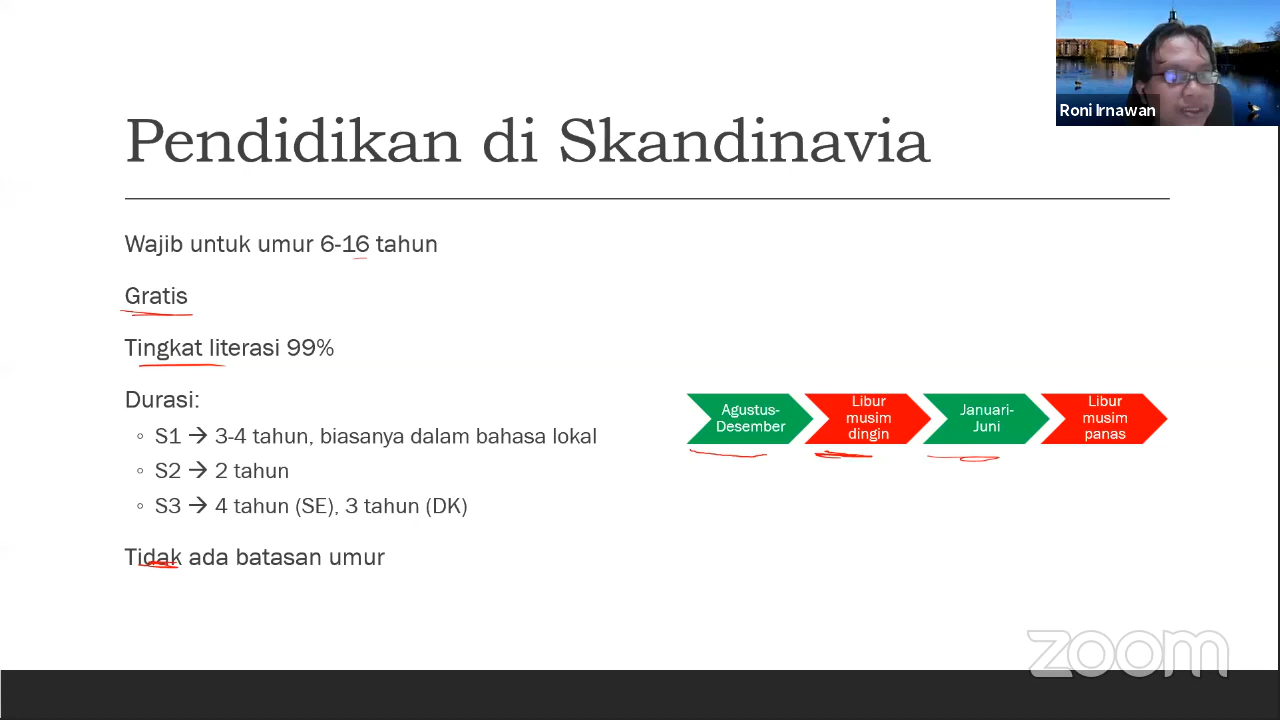 Roni Irnawan
Pendidikan di Skandinavia
Wajib untuk umur 6-16 tahun
Gratis
Tingkat literasi 99%
Durasi:
◦ S1 → 3-4 tahun, biasanya dalam bahasa lokal
◦ S2 → 2 tahun
◦ S3 → 4 tahun (SE), 3 tahun (DK)
Tidak ada batasan umur
Agustus-
Desember
Libur
musim
dingin
Januari-
Juni
Libur
musim
panas
zoom